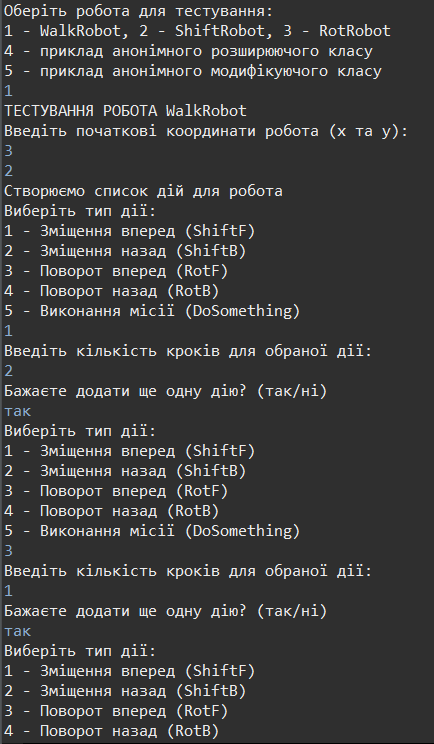 Оберіть робота для тестування:
1 - WalkRobot, 2 - ShiftRobot, 3 - RotRobot
4 - приклад анонімного розширюючого класу
5 - приклад анонімного модифікуючого класу
1
ТЕСТУВАННЯ РОБОТА WalkRobot
Введіть початкові координати робота (x та y):
3
2
Створюємо список дій для робота
Виберіть тип дії:
1 - Зміщення вперед (ShiftF)
2 - Зміщення назад (ShiftB)
3 - Поворот вперед (RotF)
4 - Поворот назад (RotB)
5 - Виконання місії (DoSomething)
1
Введіть кількість кроків для обраної дії:
2
Бажаєте додати ще одну дію? (так/ні)
так
Виберіть тип дії:
1 - Зміщення вперед (ShiftF)
2 - Зміщення назад (ShiftB)
3 - Поворот вперед (RotF)
4 - Поворот назад (RotB)
5 - Виконання місії (DoSomething)
3
Введіть кількість кроків для обраної дії:
1
Бажаєте додати ще одну дію? (так/ні)
так
Виберіть тип дії:
1 - Зміщення вперед (ShiftF)
2 - Зміщення назад (ShiftB)
3 - Поворот вперед (RotF)
4 - Поворот назад (RotB)